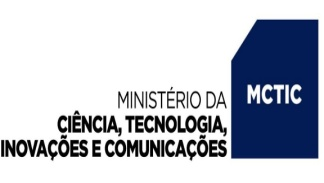 MINISTÉRIO DA
CIÊNCIA, TECNOLOGIA,
INOVAÇÕES E COMUNICAÇÕES
MCTIC